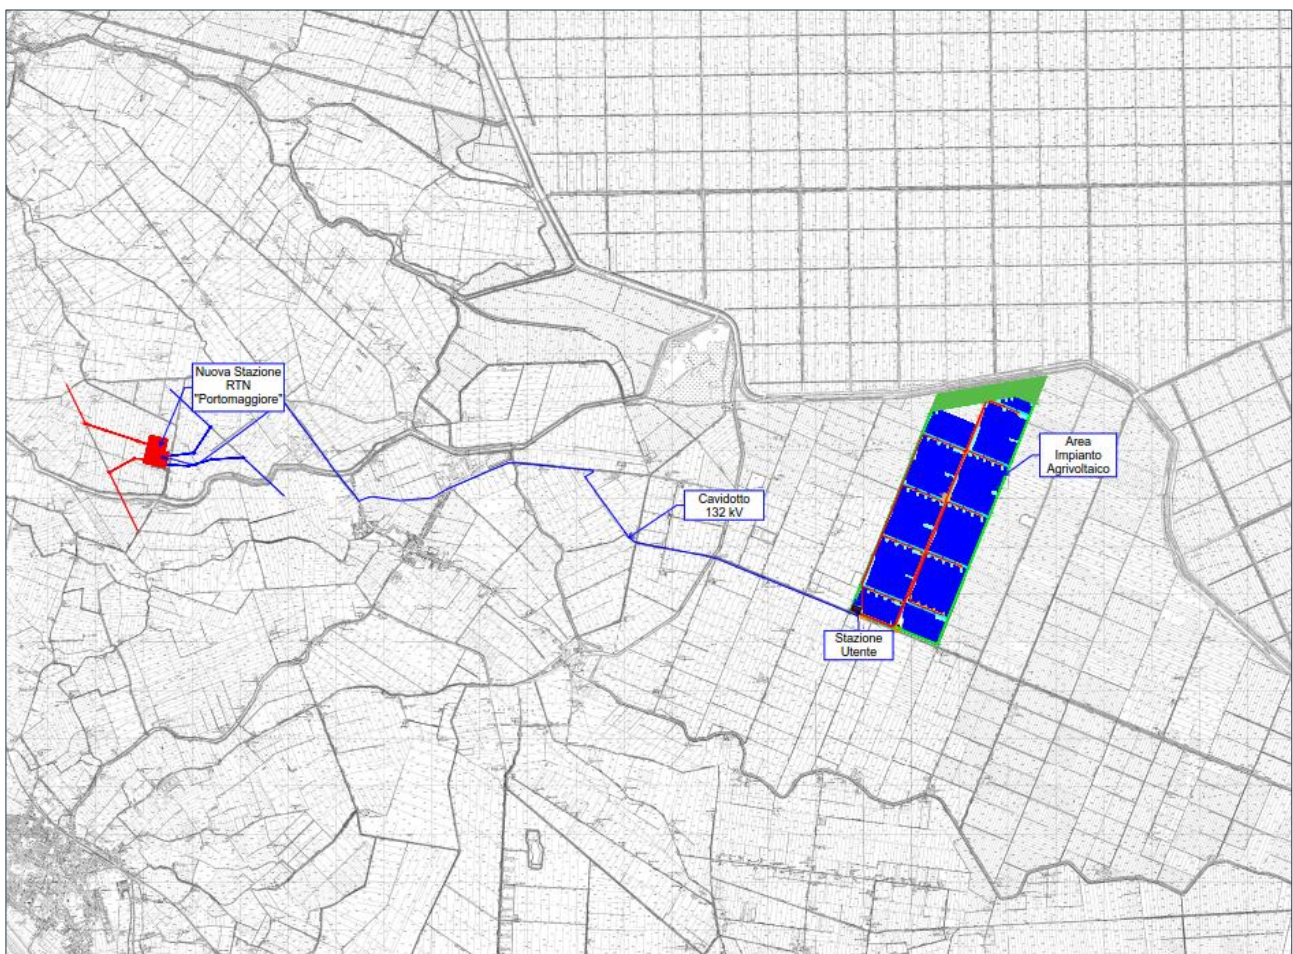 Nuova Stazione
RTN
"Portomaggiore"
Area
Impianto
Agrivoltaico
Cavidotto
132 kV
Stazione
Utente